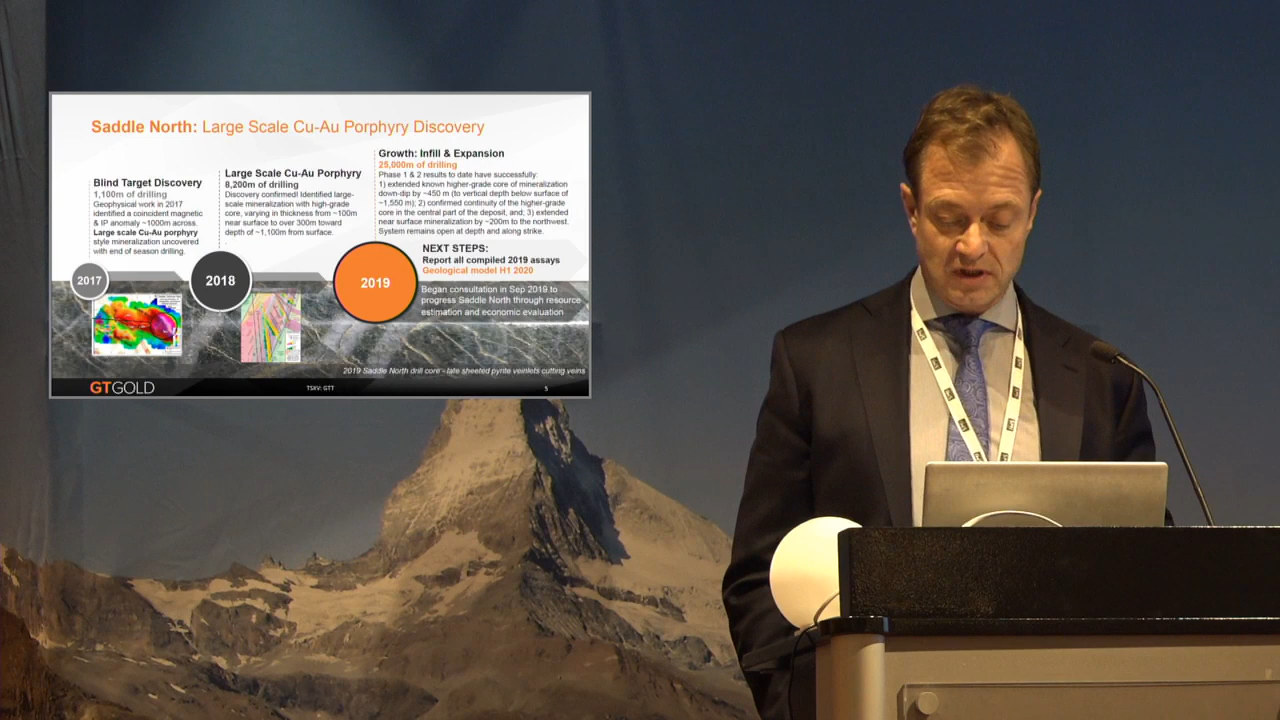 Saddle North: Large Scale Cu-Au Porphyry Discovery
Blind Target Discovery
1,100m of drilling
Geophysical work in 2017
identified a coincident magnetic
& IP anomaly ~1000m across.
Large scale Cu-Au porphyry
style mineralization uncovered
with end of season drilling.
Large Scale Cu-Au Porphyry
8,200m of drilling
Discovery confirmed! Identified large-
scale mineralization with high-grade
core, varying in thickness from ~100m
near surface to over 300m toward
depth of ~1,100m from surface.
.
Growth: Infill & Expansion
25,000m of drilling
Phase 1 & 2 results to date have successfully:
1) extended known higher-grade core of mineralization
down-dip by ~450 m (to vertical depth below surface of
~1,550 m); 2) confirmed continuity of the higher-grade
core in the central part of the deposit, and; 3) extended
near surface mineralization by ~200m to the northwest.
System remains open at depth and along strike.
2017
2018
2019
NEXT STEPS:
Report all compiled 2019 assays
Geological model H1 2020
Began consultation in Sep 2019 to
progress Saddle North through resource
estimation and economic evaluation
2019 Saddle North drill core - late sheeted pyrite veinlets cutting veins
GTGOLD
TSXV: GTT
5